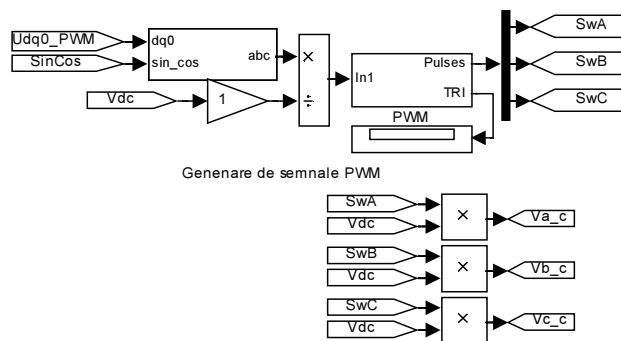 Udq0_PWM
SinCos
dq0
sin_cos
abc
Vdc
1
×
÷
In1
Pulses
TRI
PWM
SwA
SwB
SwC
Genenare de semnale PWM
SwA
Vdc
×
Va_c
SwB
Vdc
×
Vb_c
SwC
Vdc
×
Vc_c